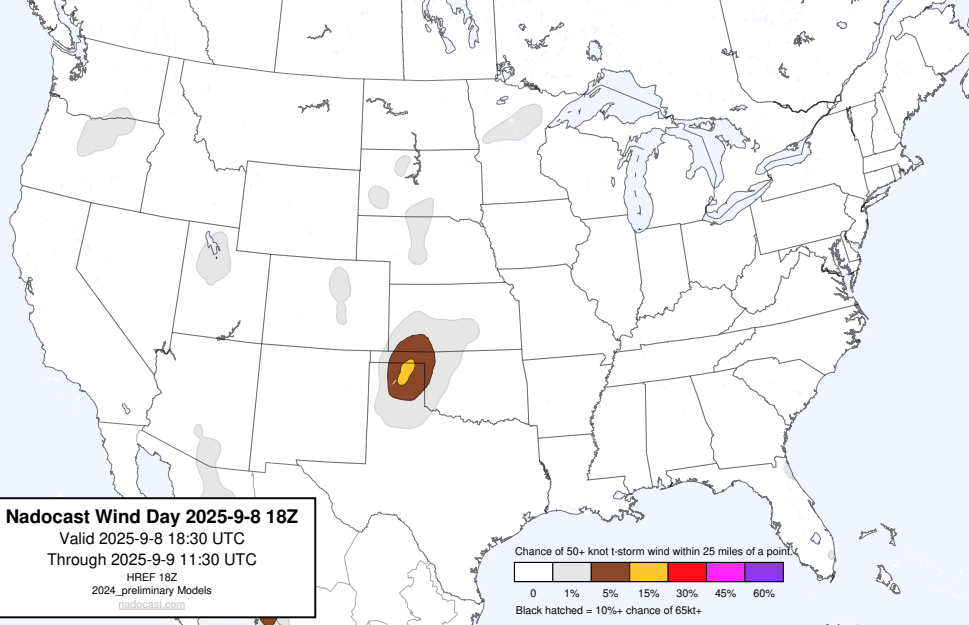 Nadocast Wind Day 2025-9-8 18Z
Valid 2025-9-8 18:30 UTC
Through 2025-9-9 11:30 UTC
HREF 18Z
2024_preliminary Models
nadocast.com
Chance of 50+ knot t-storm wind within 25 miles of a point.
0 1% 5% 15% 30% 45% 60%
Black hatched = 10%+ chance of 65kt+